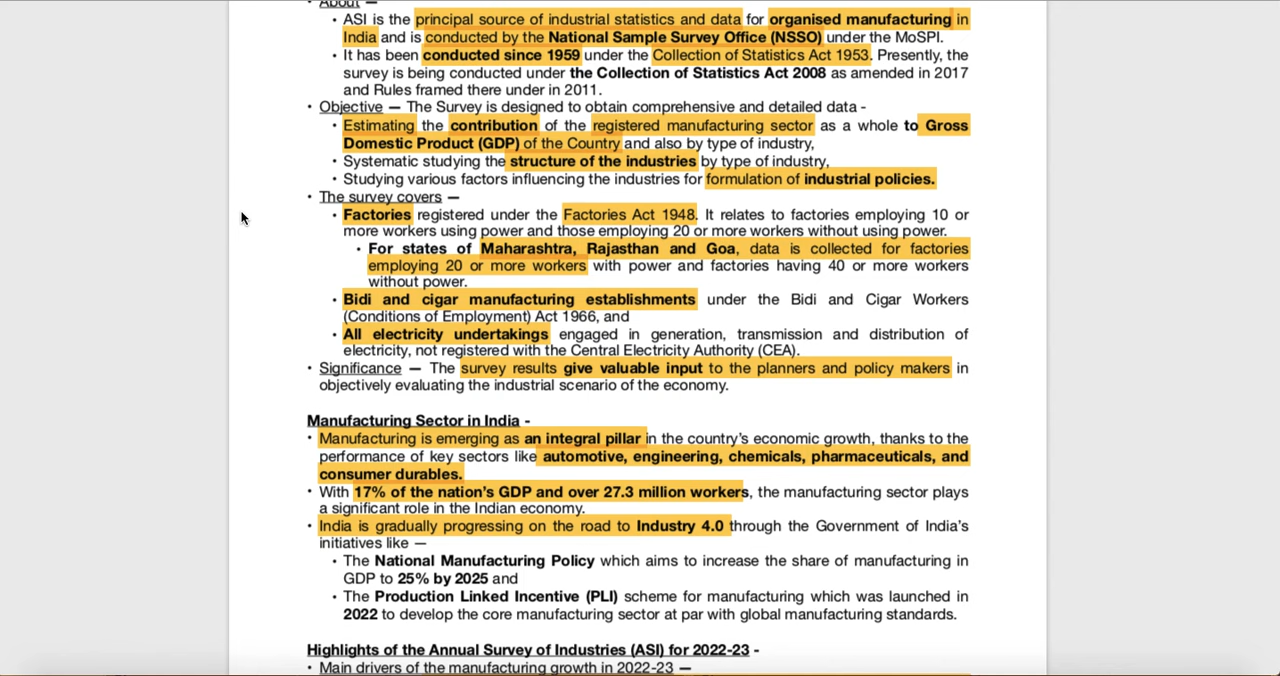 About —
• ASI is the principal source of industrial statistics and data for organised manufacturing in
India and is conducted by the National Sample Survey Office (NSSO) under the MoSPI.
• It has been conducted since 1959 under the Collection of Statistics Act 1953. Presently, the
survey is being conducted under the Collection of Statistics Act 2008 as amended in 2017
and Rules framed there under in 2011.
• Objective — The Survey is designed to obtain comprehensive and detailed data -
• Estimating the contribution of the registered manufacturing sector as a whole to Gross
Domestic Product (GDP) of the Country and also by type of industry,
• Systematic studying the structure of the industries by type of industry,
• Studying various factors influencing the industries for formulation of industrial policies.
• The survey covers —
• Factories registered under the Factories Act 1948. It relates to factories employing 10 or
more workers using power and those employing 20 or more workers without using power.
• For states of Maharashtra, Rajasthan and Goa, data is collected for factories
employing 20 or more workers with power and factories having 40 or more workers
without power.
• Bidi and cigar manufacturing establishments under the Bidi and Cigar Workers
(Conditions of Employment) Act 1966, and
• All electricity undertakings engaged in generation, transmission and distribution of
electricity, not registered with the Central Electricity Authority (CEA).
• Significance — The survey results give valuable input to the planners and policy makers in
objectively evaluating the industrial scenario of the economy.
Manufacturing Sector in India -
• Manufacturing is emerging as an integral pillar in the country's economic growth, thanks to the
performance of key sectors like automotive, engineering, chemicals, pharmaceuticals, and
consumer durables.
• With 17% of the nation's GDP and over 27.3 million workers, the manufacturing sector plays
a significant role in the Indian economy.
• India is gradually progressing on the road to Industry 4.0 through the Government of India's
initiatives like —
• The National Manufacturing Policy which aims to increase the share of manufacturing in
GDP to 25% by 2025 and
• The Production Linked Incentive (PLI) scheme for manufacturing which was launched in
2022 to develop the core manufacturing sector at par with global manufacturing standards.
Highlights of the Annual Survey of Industries (ASI) for 2022-23 -
• Main drivers of the manufacturing growth in 2022-23 —